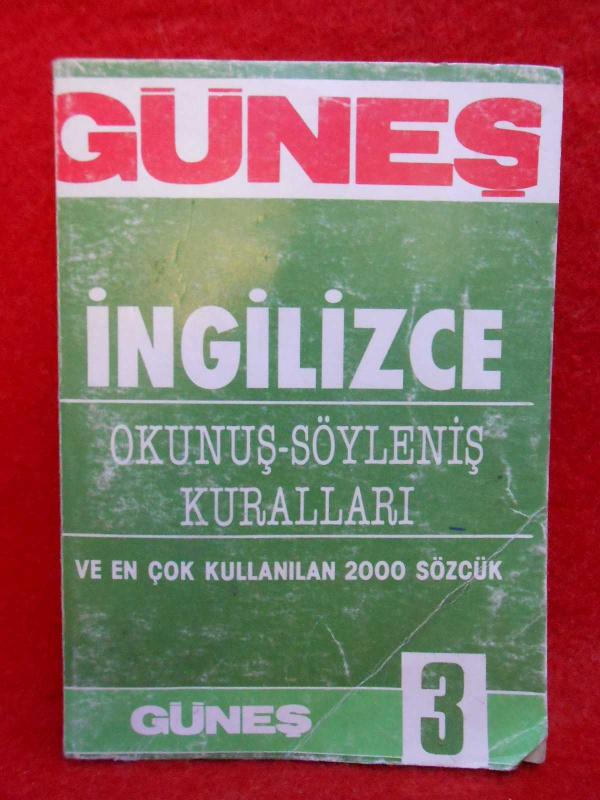 GÜNEŞ
İNGİLİZCE
OKUNUŞ-SÖYLENİŞ
KURALLARI
VE EN ÇOK KULLANILAN 2000 SÖZCÜK
GÜNEŞ
3